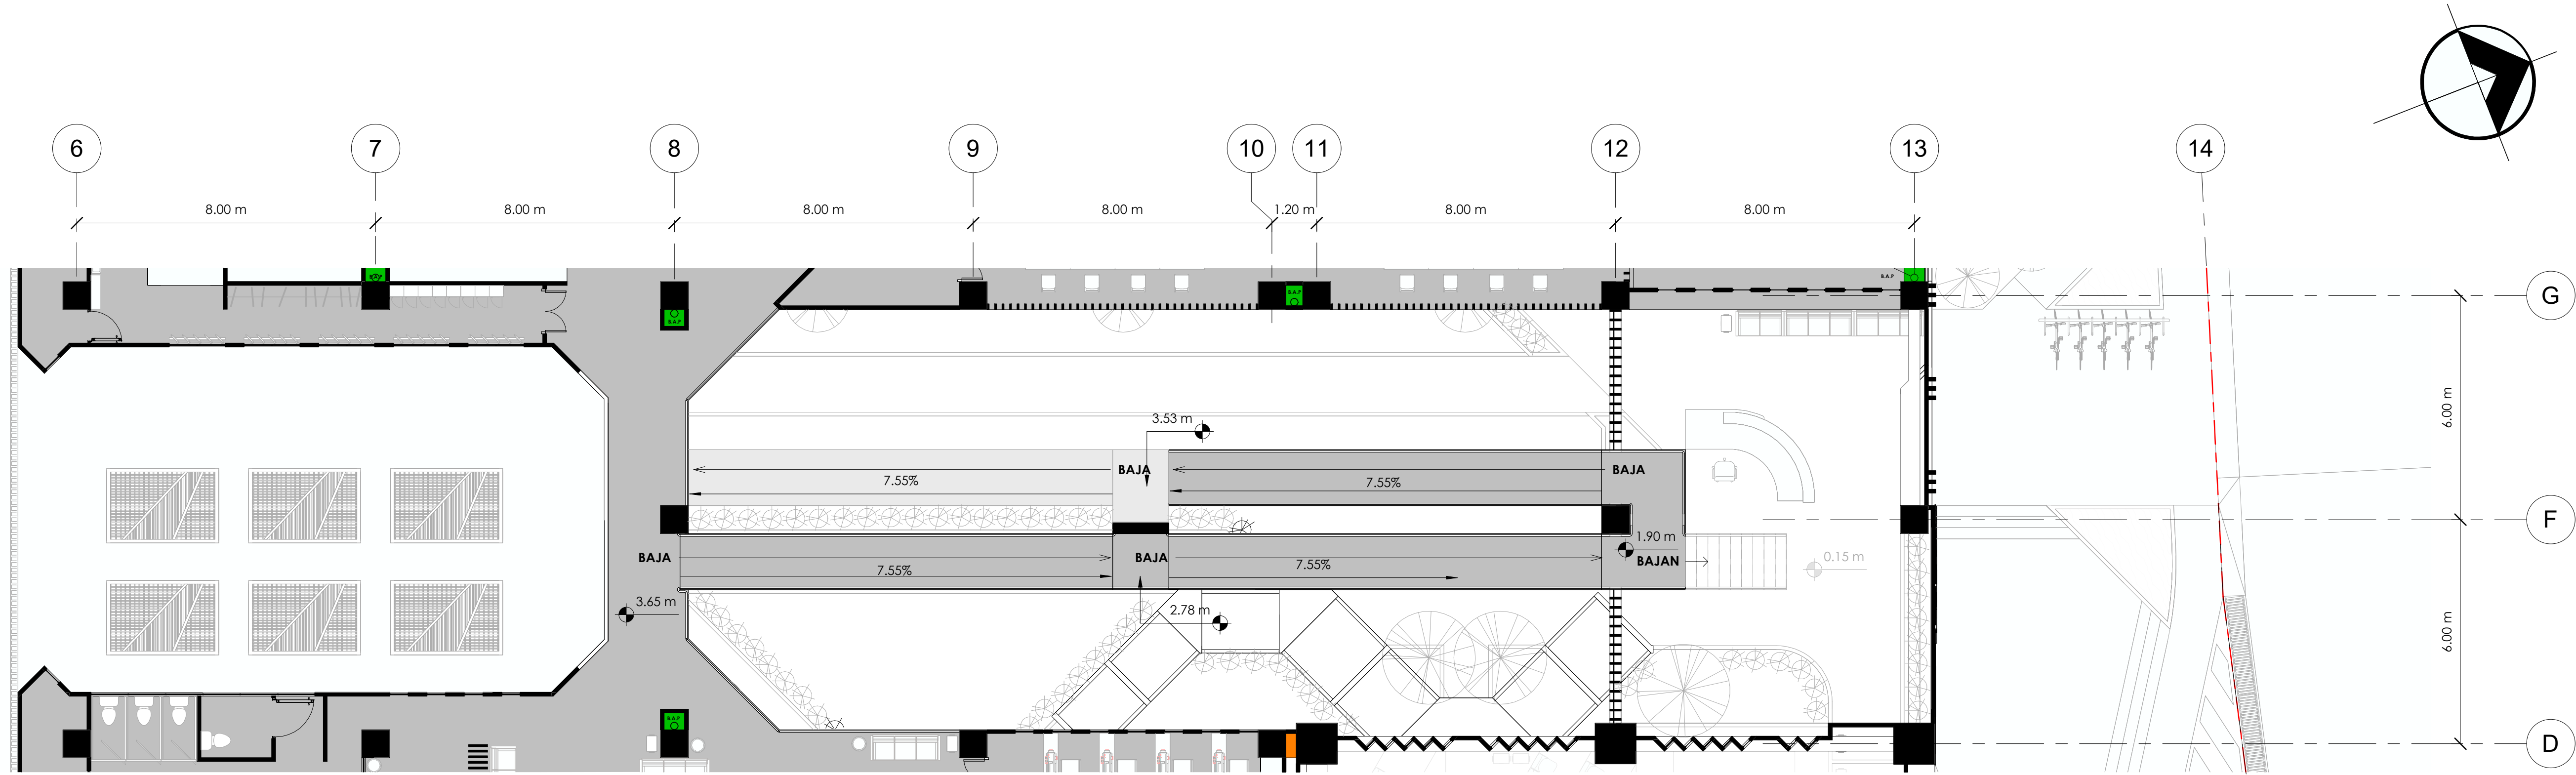 6 7 8 9 10 11 12 13 14
8.00 m 8.00 m 8.00 m 8.00 m 1.20 m 8.00 m 8.00 m
G
B.A.P
B.A.P
B.A.P
6.00 m
3.53 m
BAJA BAJA
7.55% 7.55%
F
1.90 m
BAJA BAJA BAJAN
0.15 m
7.55% 7.55%
3.65 m
2.78 m
6.00 m
B.A.P
D